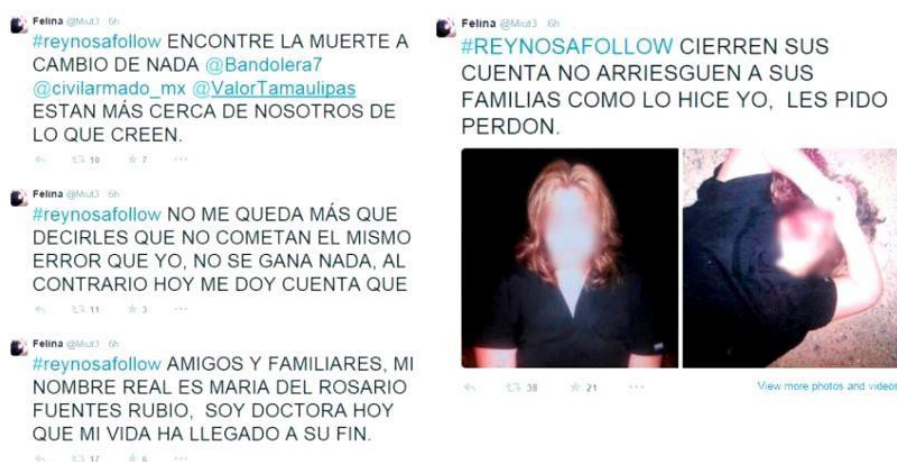 Felina @Miut3 6h
#reynosafollow ENCONTRE LA MUERTE A
CAMBIO DE NADA @Bandolera7
@civilarmado_mx @ValorTamaulipas
ESTAN MÁS CERCA DE NOSOTROS DE
LO QUE CREEN.
10 7
Felina @Miut3 6h
#reynosafollow NO ME QUEDA MÁS QUE
DECIRLES QUE NO COMETAN EL MISMO
ERROR QUE YO, NO SE GANA NADA, AL
CONTRARIO HOY ME DOY CUENTA QUE
11 3
Felina @Miut3 6h
#reynosafollow AMIGOS Y FAMILIARES, MI
NOMBRE REAL ES MARIA DEL ROSARIO
FUENTES RUBIO, SOY DOCTORA HOY
QUE MI VIDA HA LLEGADO A SU FIN.
17 6
Felina @Miut3 6h
#REYNOSAFOLLOW CIERREN SUS
CUENTA NO ARRIESGUEN A SUS
FAMILIAS COMO LO HICE YO, LES PIDO
PERDON.
38 21
View more photos and videos